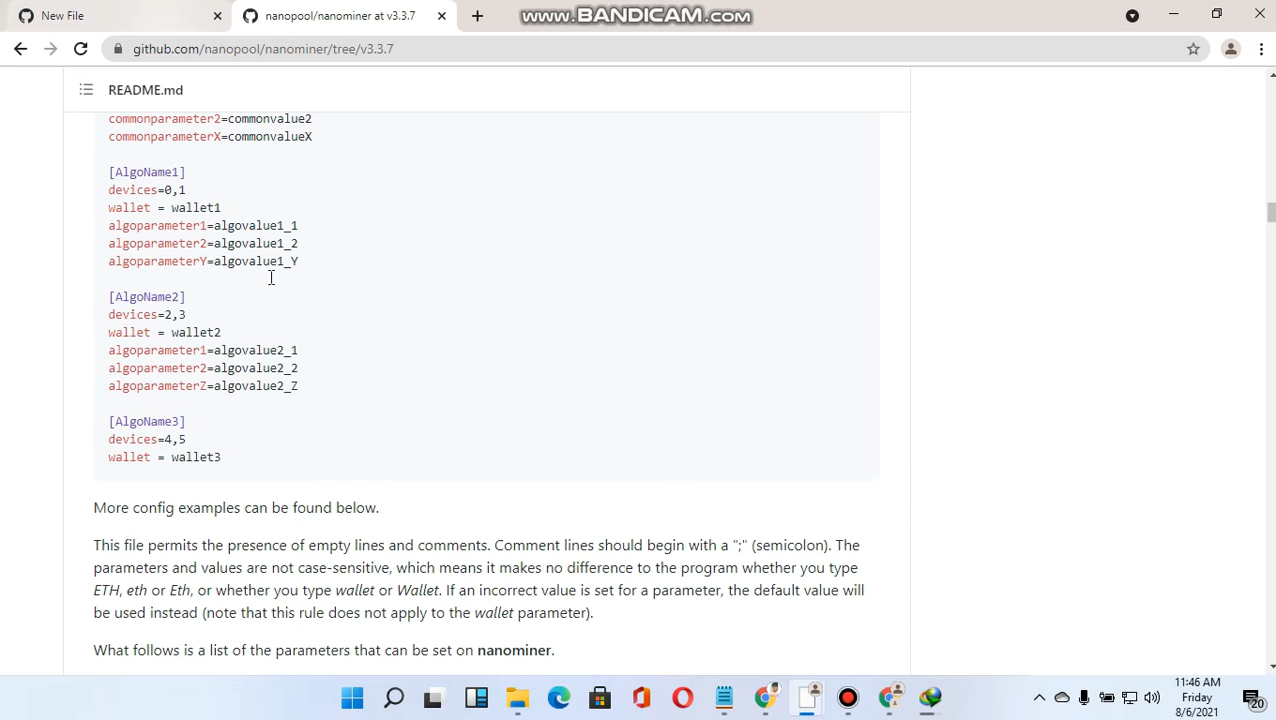 New File
nanopool/nanominer at v3.3.7
www.BANDICAM.com
github.com/nanopool/nanominer/tree/v3.3.7
README.md
commonparameter2=commonvalue2
commonparameterX=commonvalueX
[AlgoName1]
devices=0,1
wallet = wallet1
algoparameter1=algovalue1_1
algoparameter2=algovalue1_2
algoparameterY=algovalue1_Y
[AlgoName2]
devices=2,3
wallet = wallet2
algoparameter1=algovalue2_1
algoparameter2=algovalue2_2
algoparameterZ=algovalue2_Z
[AlgoName3]
devices=4,5
wallet = wallet3
More config examples can be found below.
This file permits the presence of empty lines and comments. Comment lines should begin with a ";" (semicolon). The
parameters and values are not case-sensitive, which means it makes no difference to the program whether you type
ETH, eth or Eth, or whether you type wallet or Wallet. If an incorrect value is set for a parameter, the default value will
be used instead (note that this rule does not apply to the wallet parameter).
What follows is a list of the parameters that can be set on nanominer.
11:46 AM
Friday
8/6/2021
20